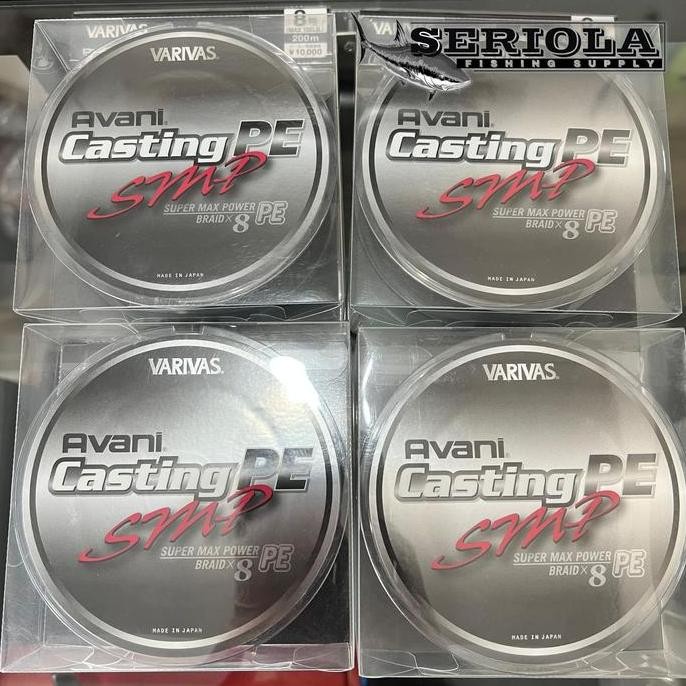 SERIOLA
FISHING SUPPLY
8号
200m
¥10,000
VARIVAS
Avani
Casting PE
SMP
SUPER MAX POWER
BRAID×8 PE
MADE IN JAPAN
VARIVAS
Avani
Casting PE
SMP
SUPER MAX POWER
BRAID×8 PE
MADE IN JAPAN
VARIVAS
Avani
Casting PE
SMP
SUPER MAX POWER
BRAID×8 PE
MADE IN JAPAN
VARIVAS
Avani
Casting PE
SMP
SUPER MAX POWER
BRAID×8 PE
MADE IN JAPAN